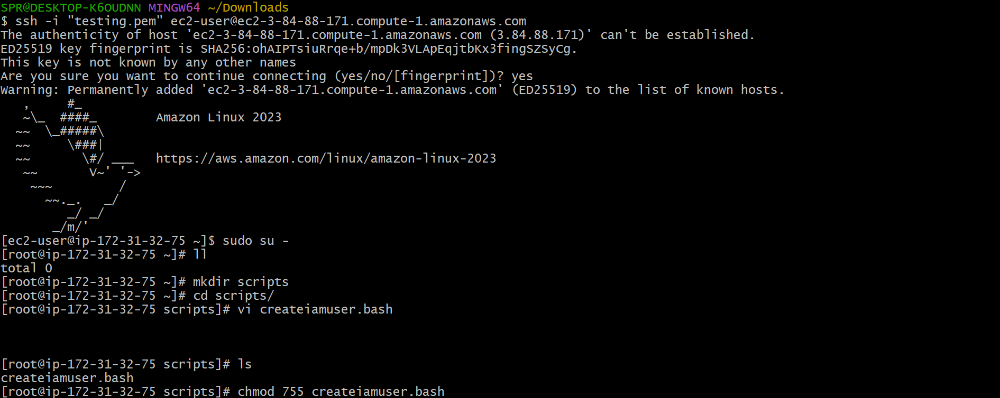 SPR@DESKTOP-K6OUDNN MINGW64 ~/Downloads
$ ssh -i "testing.pem" ec2-user@ec2-3-84-88-171.compute-1.amazonaws.com
The authenticity of host 'ec2-3-84-88-171.compute-1.amazonaws.com (3.84.88.171)' can't be established.
ED25519 key fingerprint is SHA256:ohAIPTsiuRrqe+b/mpDk3VLApEqjtbKx3fingSZSyCg.
This key is not known by any other names
Are you sure you want to continue connecting (yes/no/[fingerprint])? yes
Warning: Permanently added 'ec2-3-84-88-171.compute-1.amazonaws.com' (ED25519) to the list of known hosts.
   ,     #_
   ~\_  ####_        Amazon Linux 2023
  ~~  \_#####\
  ~~     \###|
  ~~       \#/ ___   https://aws.amazon.com/linux/amazon-linux-2023
   ~~       V~' '->
    ~~~         /
      ~~._.   _/
         _/ _/
       _/m/'
[ec2-user@ip-172-31-32-75 ~]$ sudo su -
[root@ip-172-31-32-75 ~]# ll
total 0
[root@ip-172-31-32-75 ~]# mkdir scripts
[root@ip-172-31-32-75 ~]# cd scripts/
[root@ip-172-31-32-75 scripts]# vi createiamuser.bash
[root@ip-172-31-32-75 scripts]# ls
createiamuser.bash
[root@ip-172-31-32-75 scripts]# chmod 755 createiamuser.bash